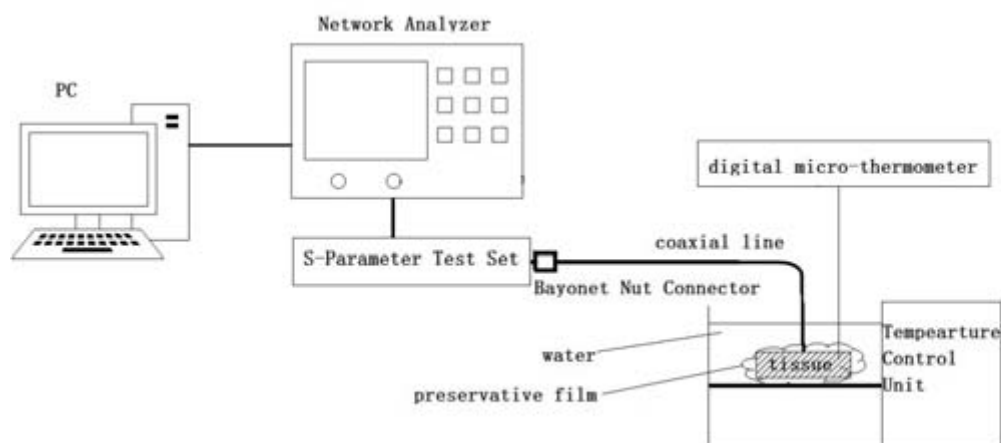 Network Analyzer
PC
digital micro-thermometer
S-Parameter Test Set
coaxial line
Bayonet Nut Connector
water
tissue
preservative film
Tempearture
Control
Unit